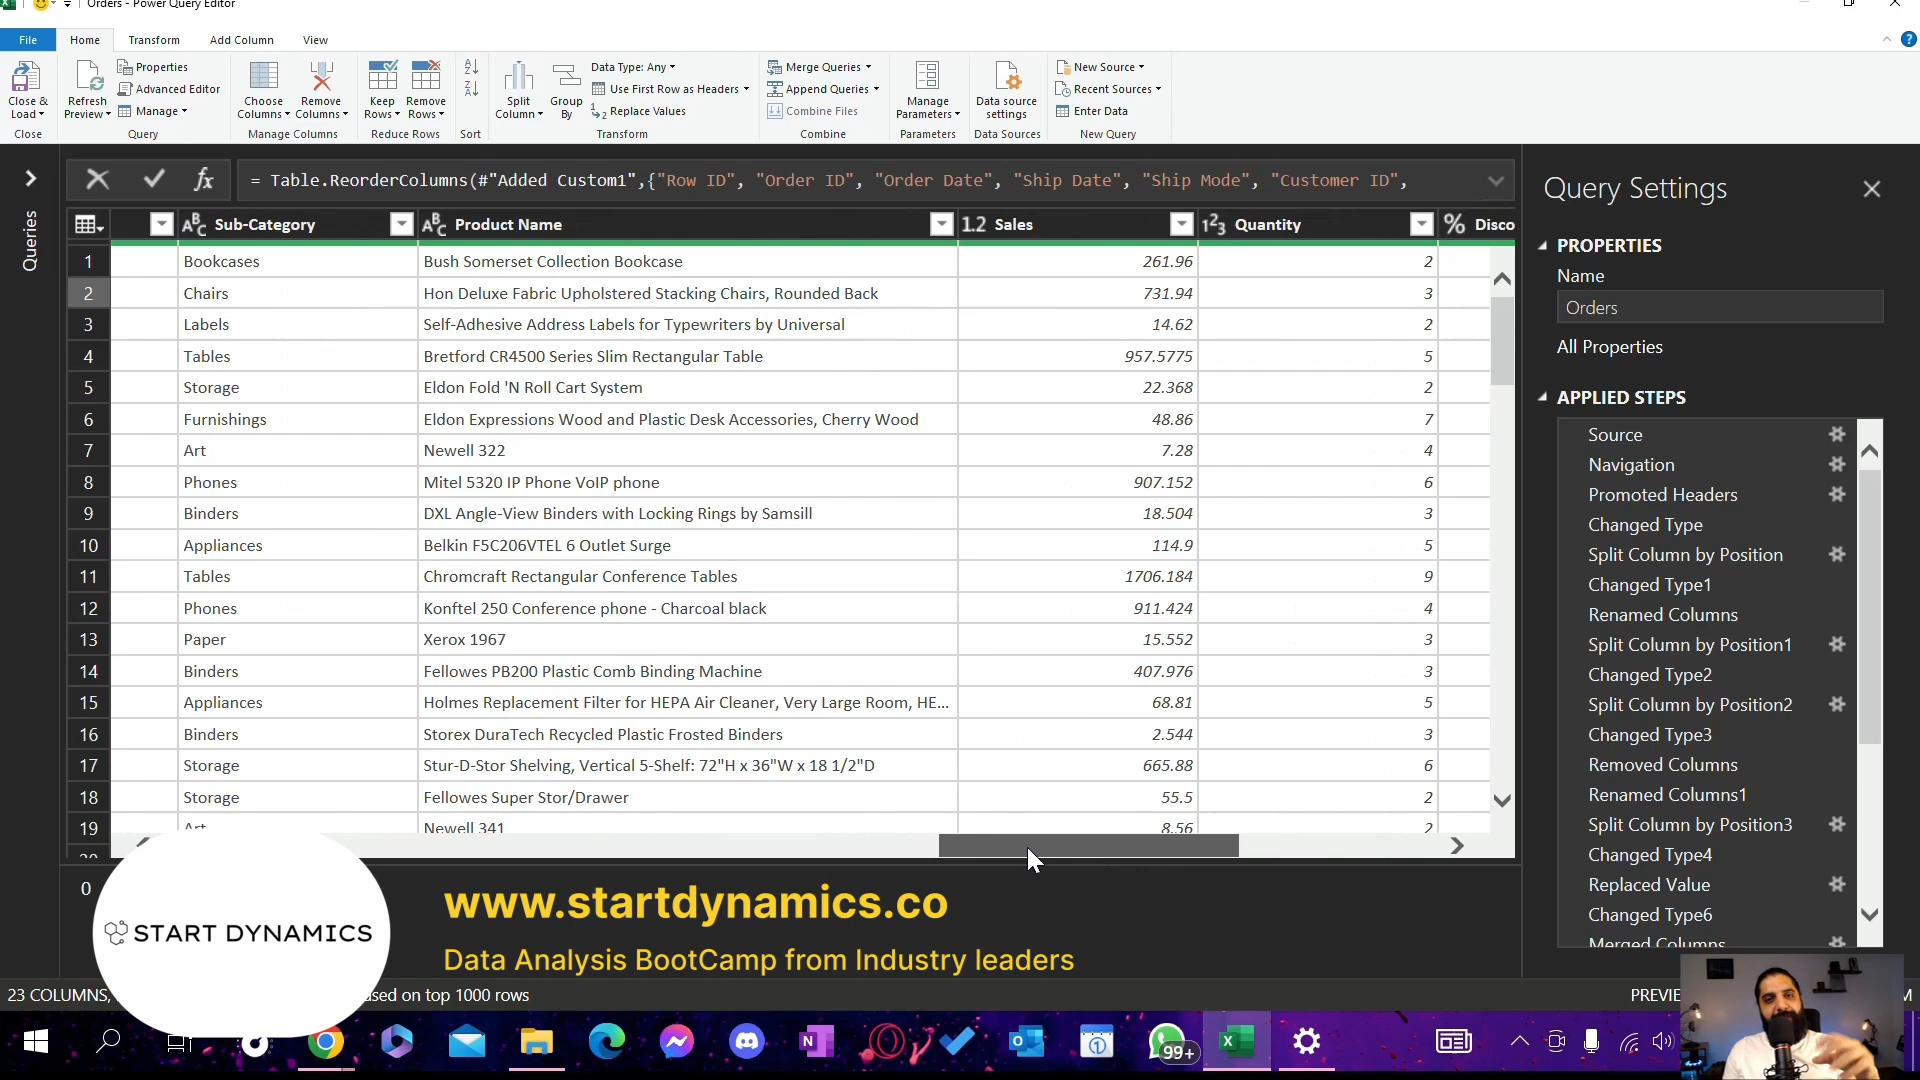 Orders - Power Query Editor
File Home Transform Add Column View
Close & Load
Close
Refresh Preview
Properties
Advanced Editor
Manage
Query
Choose Columns
Remove Columns
Manage Columns
Keep Rows
Remove Rows
Reduce Rows
Sort
Split Column
Group By
Data Type: Any
Use First Row as Headers
Replace Values
Transform
Merge Queries
Append Queries
Combine Files
Combine
Manage Parameters
Parameters
Data source settings
Data Sources
New Source
Recent Sources
Enter Data
New Query
Queries
fx = Table.ReorderColumns(#"Added Custom1",{"Row ID", "Order ID", "Order Date", "Ship Date", "Ship Mode", "Customer ID",
ABC Sub-Category ABC Product Name 1.2 Sales 123 Quantity % Disco
1 Bookcases Bush Somerset Collection Bookcase 261.96 2
2 Chairs Hon Deluxe Fabric Upholstered Stacking Chairs, Rounded Back 731.94 3
3 Labels Self-Adhesive Address Labels for Typewriters by Universal 14.62 2
4 Tables Bretford CR4500 Series Slim Rectangular Table 957.5775 5
5 Storage Eldon Fold 'N Roll Cart System 22.368 2
6 Furnishings Eldon Expressions Wood and Plastic Desk Accessories, Cherry Wood 48.86 7
7 Art Newell 322 7.28 4
8 Phones Mitel 5320 IP Phone VoIP phone 907.152 6
9 Binders DXL Angle-View Binders with Locking Rings by Samsill 18.504 3
10 Appliances Belkin F5C206VTEL 6 Outlet Surge 114.9 5
11 Tables Chromcraft Rectangular Conference Tables 1706.184 9
12 Phones Konftel 250 Conference phone - Charcoal black 911.424 4
13 Paper Xerox 1967 15.552 3
14 Binders Fellowes PB200 Plastic Comb Binding Machine 407.976 3
15 Appliances Holmes Replacement Filter for HEPA Air Cleaner, Very Large Room, HE... 68.81 5
16 Binders Storex DuraTech Recycled Plastic Frosted Binders 2.544 3
17 Storage Stur-D-Stor Shelving, Vertical 5-Shelf: 72"H x 36"W x 18 1/2"D 665.88 6
18 Storage Fellowes Super Stor/Drawer 55.5 2
19 Art Newell 341 8.56 2
20
0
Query Settings
PROPERTIES
Name
Orders
All Properties
APPLIED STEPS
Source
Navigation
Promoted Headers
Changed Type
Split Column by Position
Changed Type1
Renamed Columns
Split Column by Position1
Changed Type2
Split Column by Position2
Changed Type3
Removed Columns
Renamed Columns1
Split Column by Position3
Changed Type4
Replaced Value
Changed Type6
Merged Columns
START DYNAMICS
www.startdynamics.co
Data Analysis BootCamp from Industry leaders
23 COLUMNS, ased on top 1000 rows
PREVIE M
99+